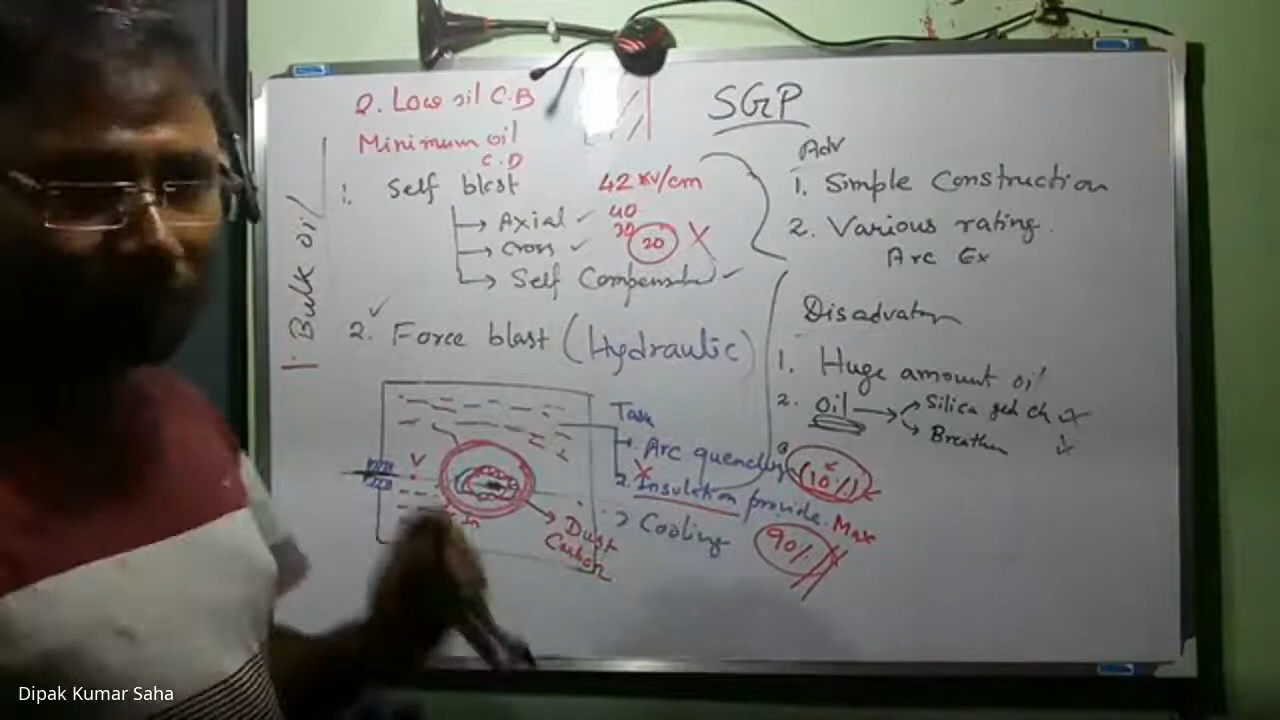 SGP
2. Low oil C.B
Minimum oil
C.D
1. Self blast
→ Axial ✓
→ Cross ✓
→ Self Compensated ✓
42 KV/cm
40
30
20 X
1. Bulk oil
✓
2. Force blast (Hydraulic)
Adv
1. Simple Construction
2. Various rating.
Arc Ex
1. Huge amount oil
2. Oil → Silica gel ch
→ Breather
Task
Arc quenching (10%)
2. Insulation provide. Max
Cooling 90%
V
Dust
Carbon
Dipak Kumar Saha